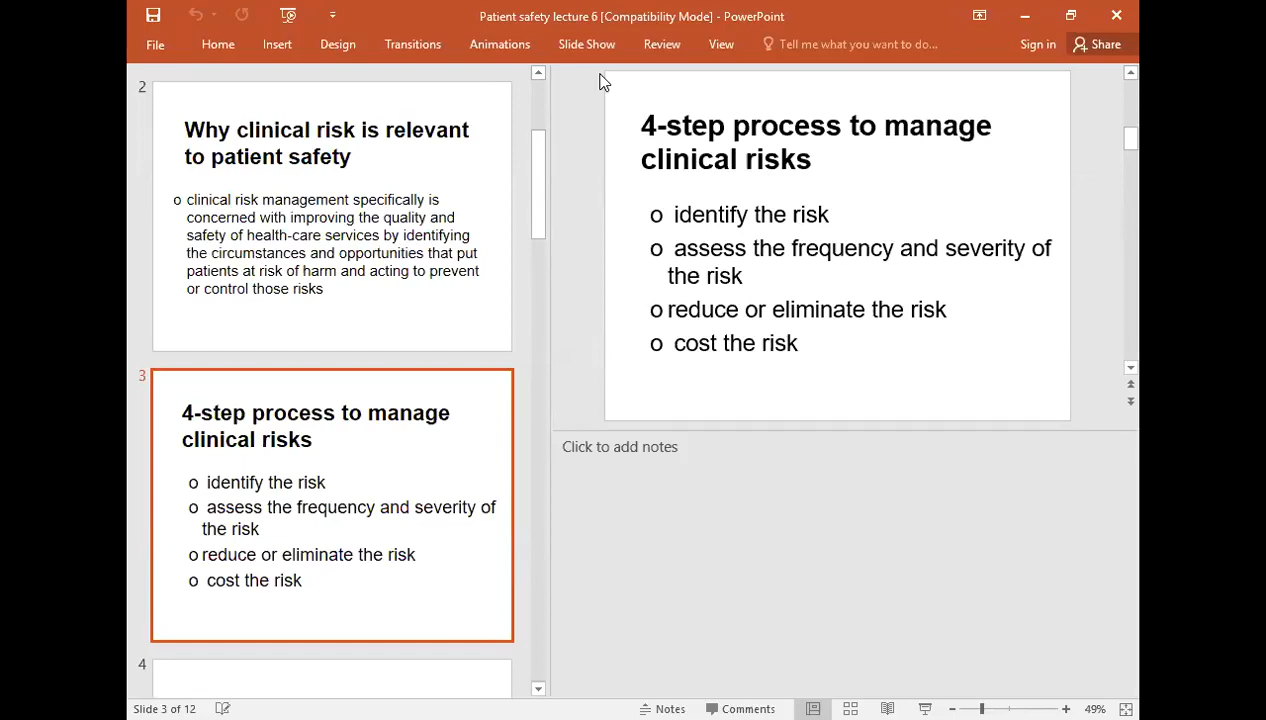 Patient safety lecture 6 [Compatibility Mode] - PowerPoint
File Home Insert Design Transitions Animations Slide Show Review View Tell me what you want to do... Sign in Share
2
Why clinical risk is relevant
to patient safety
o clinical risk management specifically is
concerned with improving the quality and
safety of health-care services by identifying
the circumstances and opportunities that put
patients at risk of harm and acting to prevent
or control those risks
3
4-step process to manage
clinical risks
o identify the risk
o assess the frequency and severity of
the risk
o reduce or eliminate the risk
o cost the risk
4
4-step process to manage
clinical risks
o identify the risk
o assess the frequency and severity of
the risk
o reduce or eliminate the risk
o cost the risk
Click to add notes
Slide 3 of 12 Notes Comments 49%